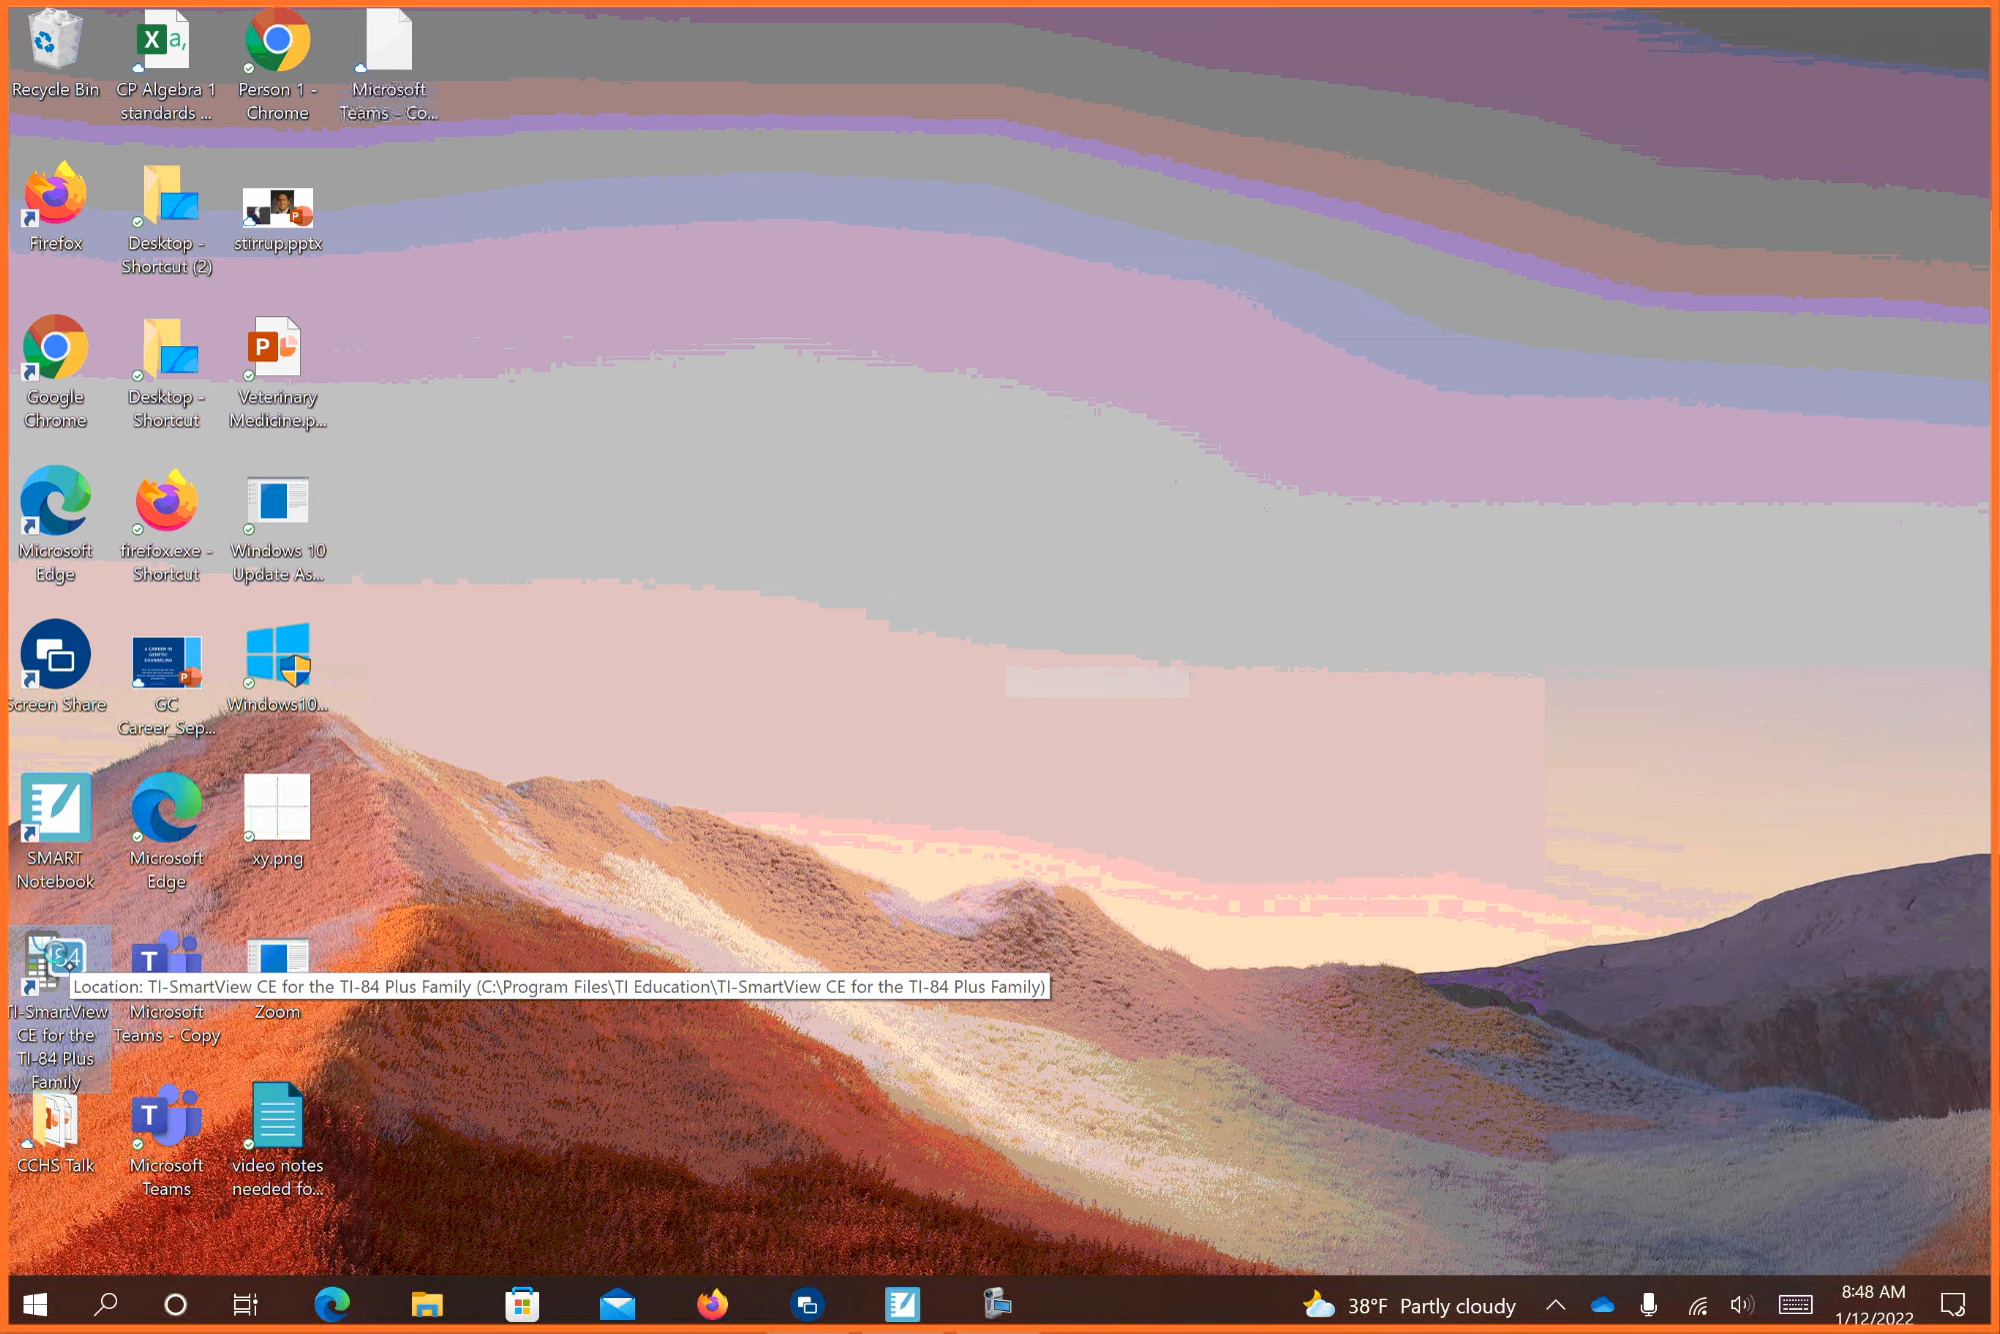 Recycle Bin
CP Algebra 1
standards ...
Person 1 -
Chrome
Microsoft
Teams - Co...
Firefox
Desktop -
Shortcut (2)
stirrup.pptx
Google
Chrome
Desktop -
Shortcut
Veterinary
Medicine.p...
Microsoft
Edge
firefox.exe -
Shortcut
Windows 10
Update As...
Screen Share
GC
Career_Sep...
Windows10...
SMART
Notebook
Microsoft
Edge
xy.png
Location: TI-SmartView CE for the TI-84 Plus Family (C:\Program Files\TI Education\TI-SmartView CE for the TI-84 Plus Family)
TI-SmartView
CE for the
TI-84 Plus
Family
Microsoft
Teams - Copy
Zoom
CCHS Talk
Microsoft
Teams
video notes
needed fo...
38°F Partly cloudy
8:48 AM
1/12/2022